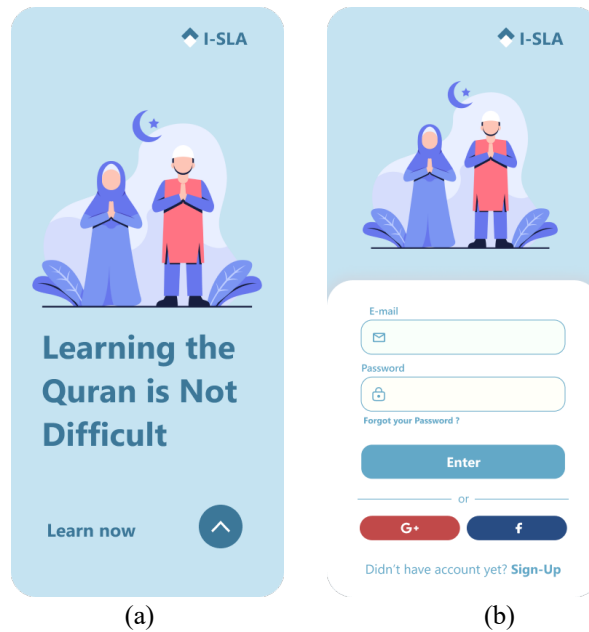 I-SLA
Learning the
Quran is Not
Difficult
Learn now
(a)
I-SLA
E-mail
Password
Forgot your Password ?
Enter
or
G+
f
Didn't have account yet? Sign-Up
(b)